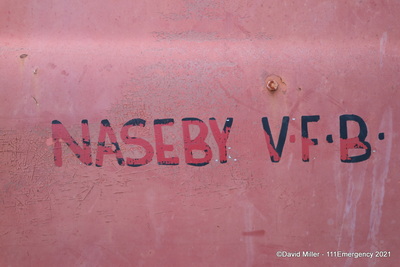 NASEBY V.F.B.
©David Miller - 111Emergency 2021